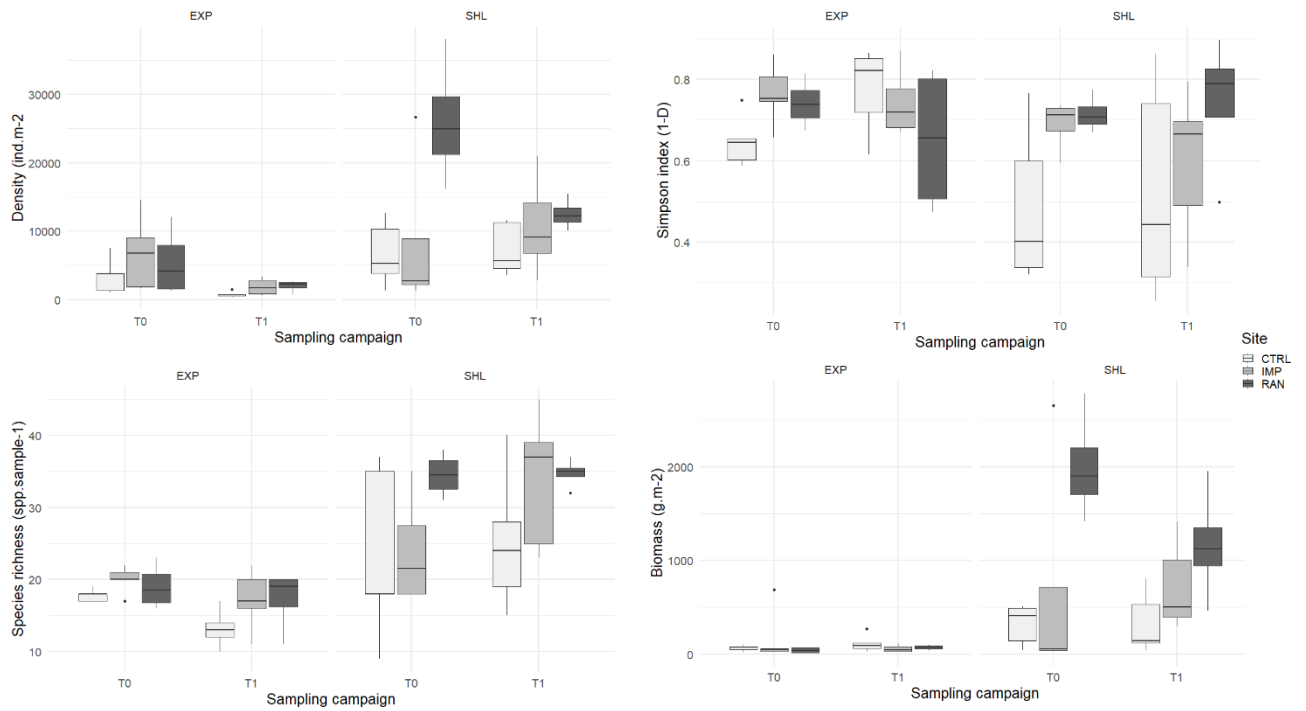 EXP SHL
Density (ind.m-2
30000
20000
10000
0
T0 T1 T0 T1
Sampling campaign
EXP SHL
Simpson index (1-D)
0.8
0.6
0.4
T0 T1 T0 T1
Sampling campaign
EXP SHL
Species richness (spp.sample-1)
40
30
20
10
T0 T1 T0 T1
Sampling campaign
EXP SHL
Biomass (g.m-2)
2000
1000
0
T0 T1 T0 T1
Sampling campaign
Site
CTRL
IMP
RAN